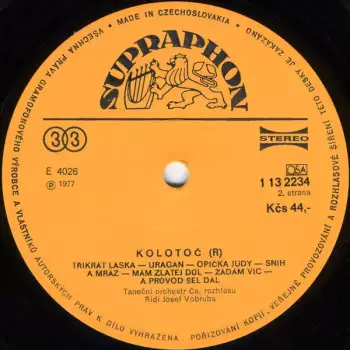 MADE IN CZECHOSLOVAKIA
VŠECHNA PRÁVA GRAMOFONOVÉHO VÝROBCE A VLASTNÍKŮ AUTORSKÝCH PRÁV K DÍLU VYHRAZENA. POŘIZOVÁNÍ KOPIÍ, VEŘEJNÉ PROVOZOVÁNÍ A ROZHLASOVÉ ŠÍŘENÍ TÉTO DESKY JE ZAKÁZÁNO
SUPRAPHON
33
STEREO
E 4026
℗ 1977
OSA
1 13 2234
2. strana
Kčs 44,-
KOLOTOČ (R)
TŘIKRÁT LÁSKA — URAGÁN — OPIČKA JUDY — SNÍH
A MRÁZ — MÁM ZLATEJ DŮL — ŽÁDÁM VÍC —
A PRŮVOD ŠEL DÁL
Taneční orchestr Čs. rozhlasu
Řídí Josef Vobruba